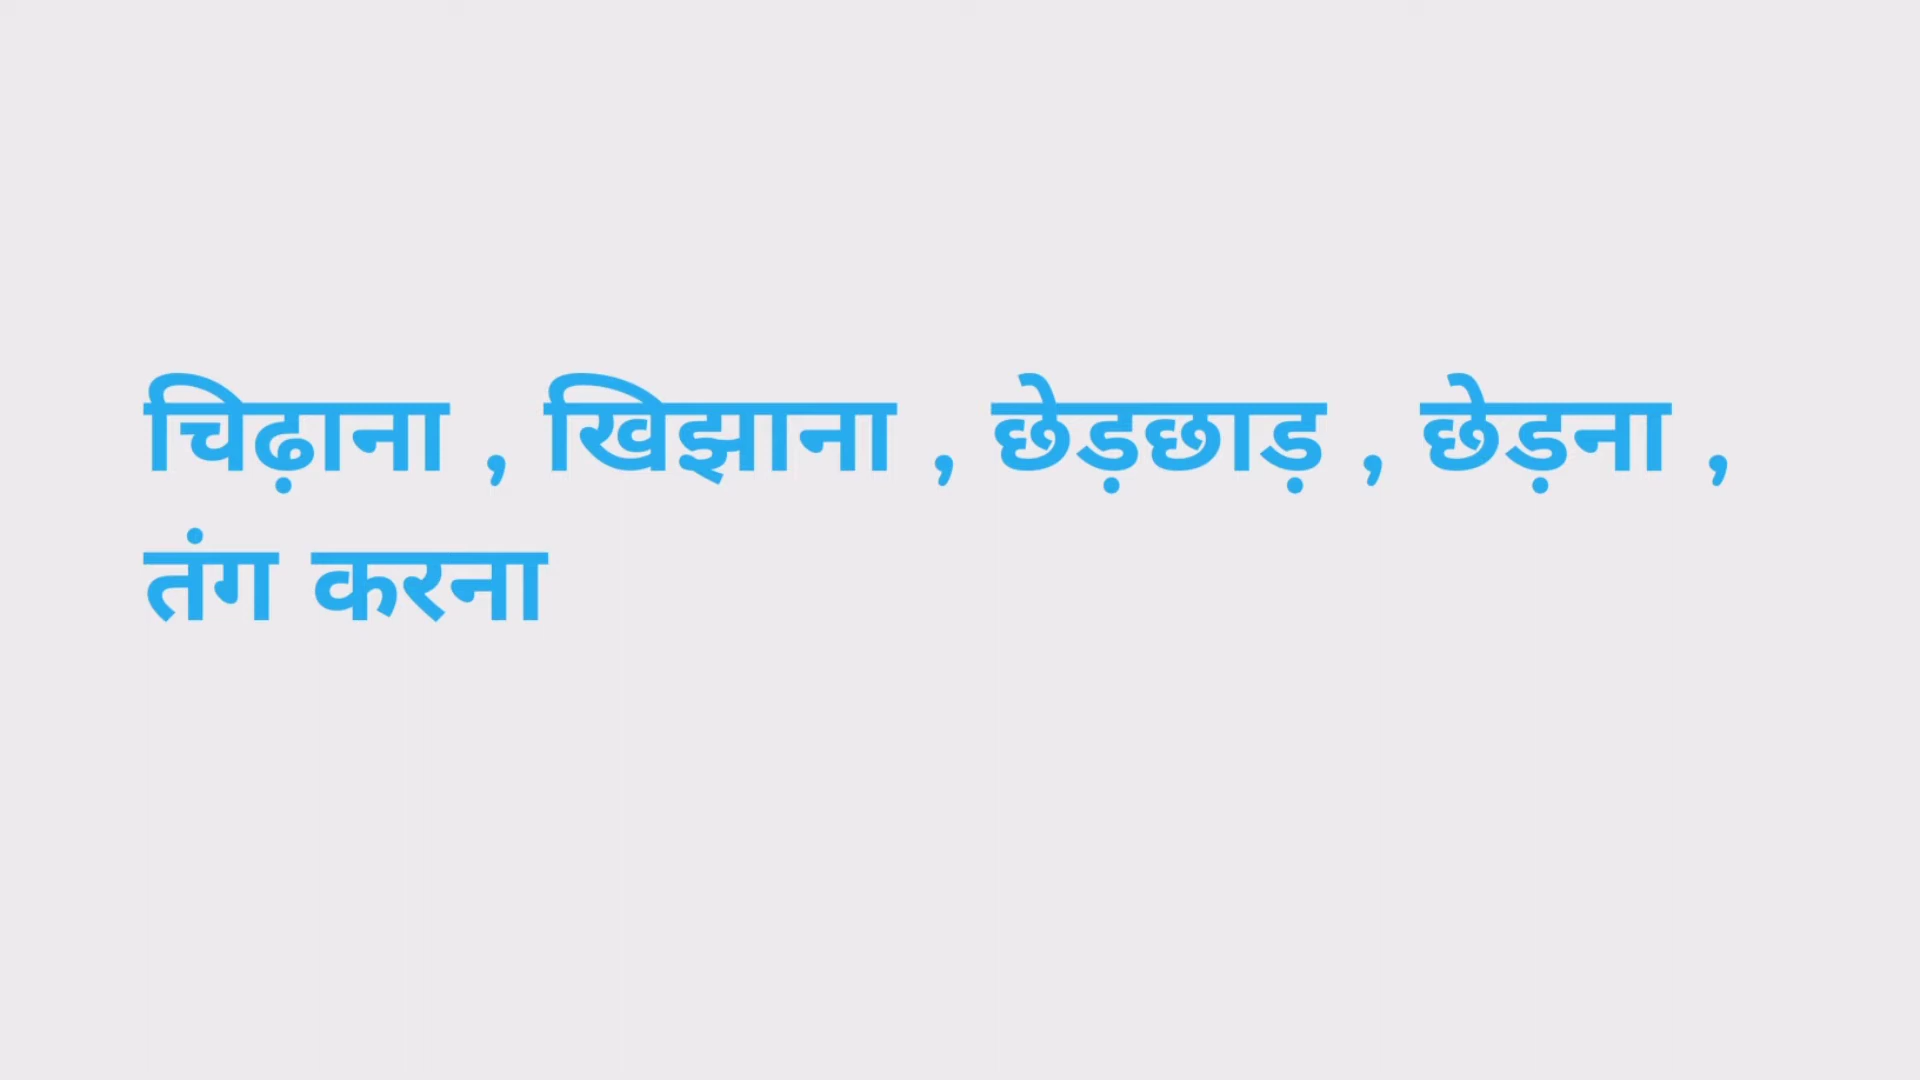 चिढ़ाना , खिझाना , छेड़छाड़ , छेड़ना ,
तंग करना